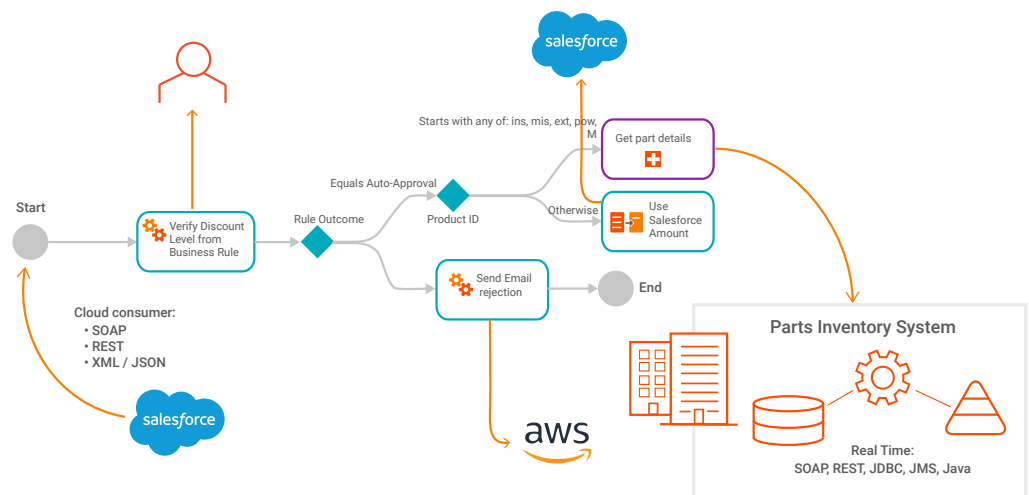 salesforce
Starts with any of: ins, mis, ext, pow,
M
Get part details
Equals Auto-Approval
Product ID
Otherwise
Use
Salesforce
Amount
Start
Verify Discount
Level from
Business Rule
Rule Outcome
Send Email
rejection
End
Cloud consumer:
• SOAP
• REST
• XML / JSON
salesforce
aws
Parts Inventory System
Real Time:
SOAP, REST, JDBC, JMS, Java